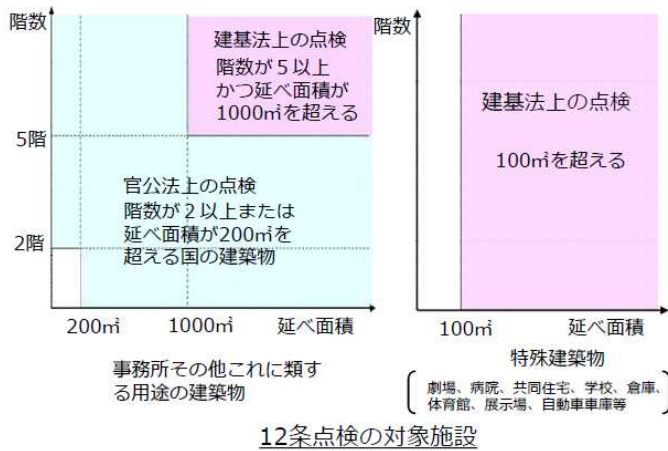 階数
建基法上の点検
階数が５以上
かつ延べ面積が
1000㎡を超える
5階
官公法上の点検
階数が２以上または
延べ面積が200㎡を
超える国の建築物
2階
200㎡
1000㎡
延べ面積
事務所その他これに類す
る用途の建築物
階数
建基法上の点検
100㎡を超える
100㎡
延べ面積
特殊建築物
劇場、病院、共同住宅、学校、倉庫、
体育館、展示場、自動車車庫等
12条点検の対象施設